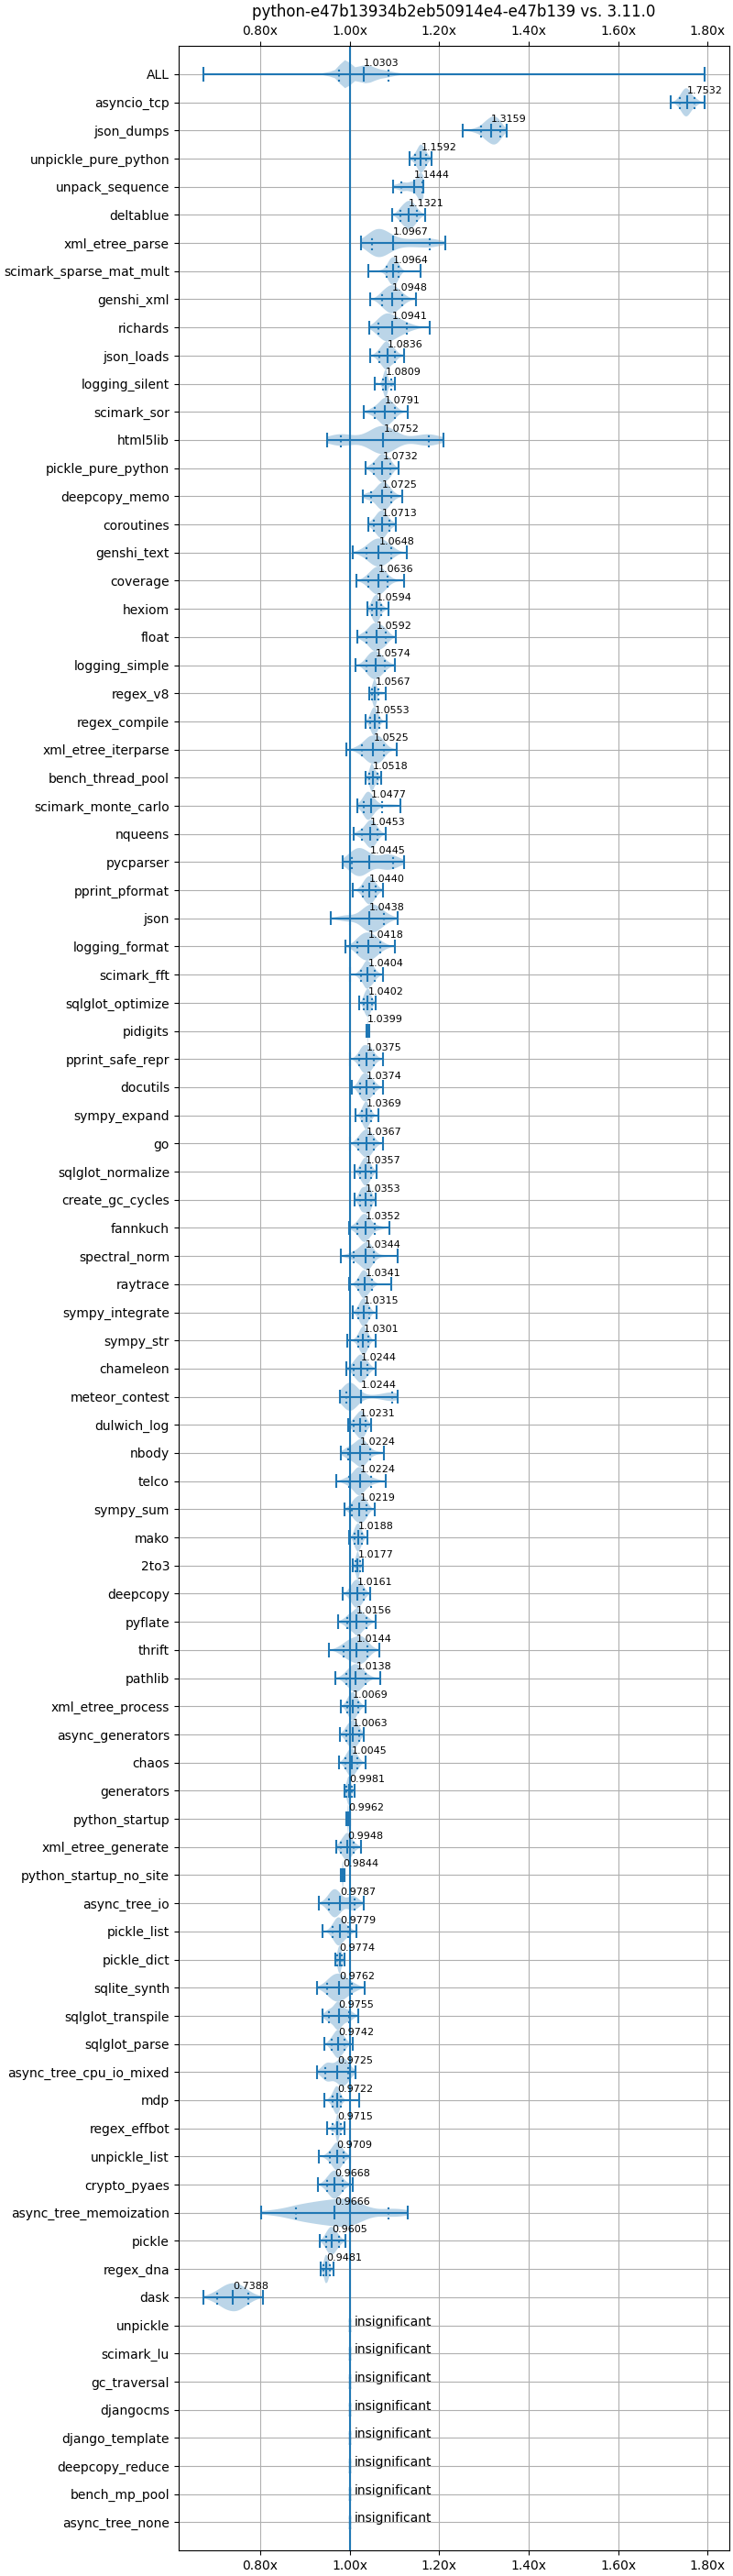 python-e47b13934b2eb50914e4-e47b139 vs. 3.11.0
0.80x 1.00x 1.20x 1.40x 1.60x 1.80x
ALL 1.0303
asyncio_tcp 1.7532
json_dumps 1.3159
unpickle_pure_python 1.1592
unpack_sequence 1.1444
deltablue 1.1321
xml_etree_parse 1.0967
scimark_sparse_mat_mult 1.0964
genshi_xml 1.0948
richards 1.0941
json_loads 1.0836
logging_silent 1.0809
scimark_sor 1.0791
html5lib 1.0752
pickle_pure_python 1.0732
deepcopy_memo 1.0725
coroutines 1.0713
genshi_text 1.0648
coverage 1.0636
hexiom 1.0594
float 1.0592
logging_simple 1.0574
regex_v8 1.0567
regex_compile 1.0553
xml_etree_iterparse 1.0525
bench_thread_pool 1.0518
scimark_monte_carlo 1.0477
nqueens 1.0453
pycparser 1.0445
pprint_pformat 1.0440
json 1.0438
logging_format 1.0418
scimark_fft 1.0404
sqlglot_optimize 1.0402
pidigits 1.0399
pprint_safe_repr 1.0375
docutils 1.0374
sympy_expand 1.0369
go 1.0367
sqlglot_normalize 1.0357
create_gc_cycles 1.0353
fannkuch 1.0352
spectral_norm 1.0344
raytrace 1.0341
sympy_integrate 1.0315
sympy_str 1.0301
chameleon 1.0244
meteor_contest 1.0244
dulwich_log 1.0231
nbody 1.0224
telco 1.0224
sympy_sum 1.0219
mako 1.0188
2to3 1.0177
deepcopy 1.0161
pyflate 1.0156
thrift 1.0144
pathlib 1.0138
xml_etree_process 1.0069
async_generators 1.0063
chaos 1.0045
generators 0.9981
python_startup 0.9962
xml_etree_generate 0.9948
python_startup_no_site 0.9844
async_tree_io 0.9787
pickle_list 0.9779
pickle_dict 0.9774
sqlite_synth 0.9762
sqlglot_transpile 0.9755
sqlglot_parse 0.9742
async_tree_cpu_io_mixed 0.9725
mdp 0.9722
regex_effbot 0.9715
unpickle_list 0.9709
crypto_pyaes 0.9668
async_tree_memoization 0.9666
pickle 0.9605
regex_dna 0.9481
dask 0.7388
unpickle insignificant
scimark_lu insignificant
gc_traversal insignificant
djangocms insignificant
django_template insignificant
deepcopy_reduce insignificant
bench_mp_pool insignificant
async_tree_none insignificant
0.80x 1.00x 1.20x 1.40x 1.60x 1.80x